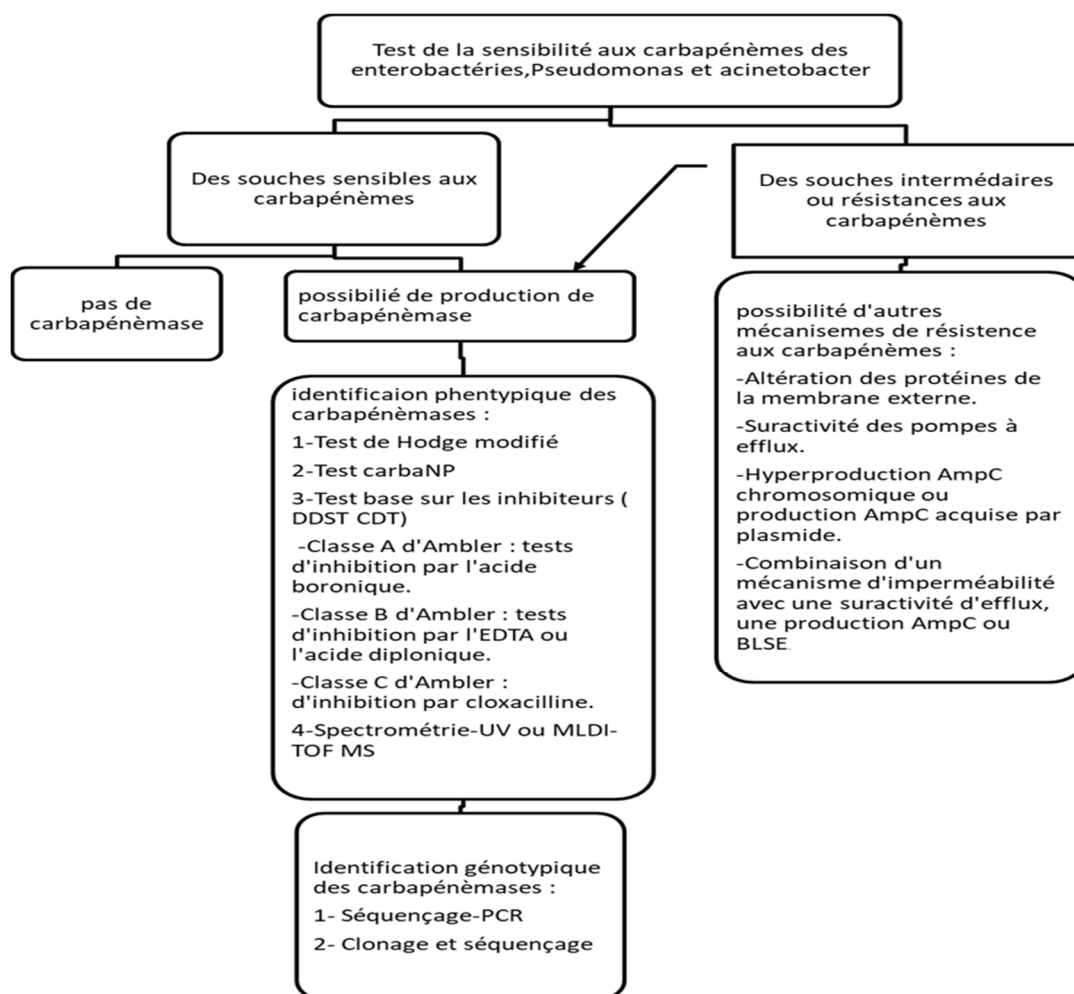 Test de la sensibilité aux carbapénèmes des
enterobactéries,Pseudomonas et acinetobacter
Des souches sensibles aux
carbapénèmes
Des souches intermédaires
ou résistances aux
carbapénèmes
pas de
carbapénèmase
possibilié de production de
carbapénèmase
possibilité d'autres
mécanisemes de résistence
aux carbapénèmes :
-Altération des protéines de
la membrane externe.
-Suractivité des pompes à
efflux.
-Hyperproduction AmpC
chromosomique ou
production AmpC acquise par
plasmide.
-Combinaison d'un
mécanisme d'imperméabilité
avec une suractivité d'efflux,
une production AmpC ou
BLSE.
identificaion phentypique des
carbapénèmases :
1-Test de Hodge modifié
2-Test carbaNP
3-Test base sur les inhibiteurs (
DDST CDT)
-Classe A d'Ambler : tests
d'inhibition par l'acide
boronique.
-Classe B d'Ambler : tests
d'inhibition par l'EDTA ou
l'acide diplonique.
-Classe C d'Ambler :
d'inhibition par cloxacilline.
4-Spectrométrie-UV ou MLDI-
TOF MS
Identification génotypique
des carbapénèmases :
1- Séquençage-PCR
2- Clonage et séquençage